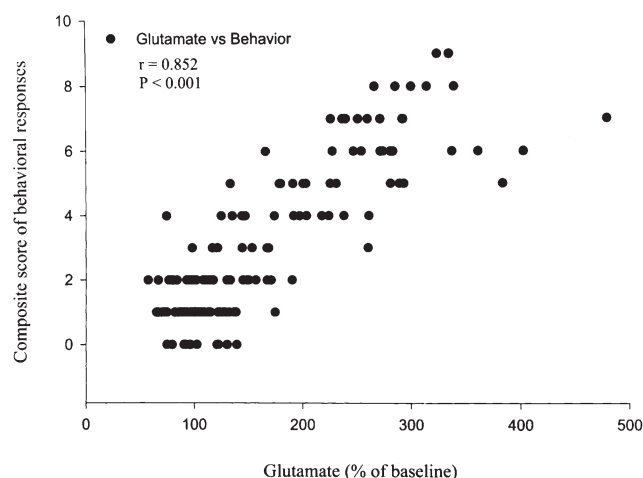 10
Glutamate vs Behavior
r = 0.852
P < 0.001
8
6
4
2
0
Composite score of behavioral responses
0 100 200 300 400 500
Glutamate (% of baseline)